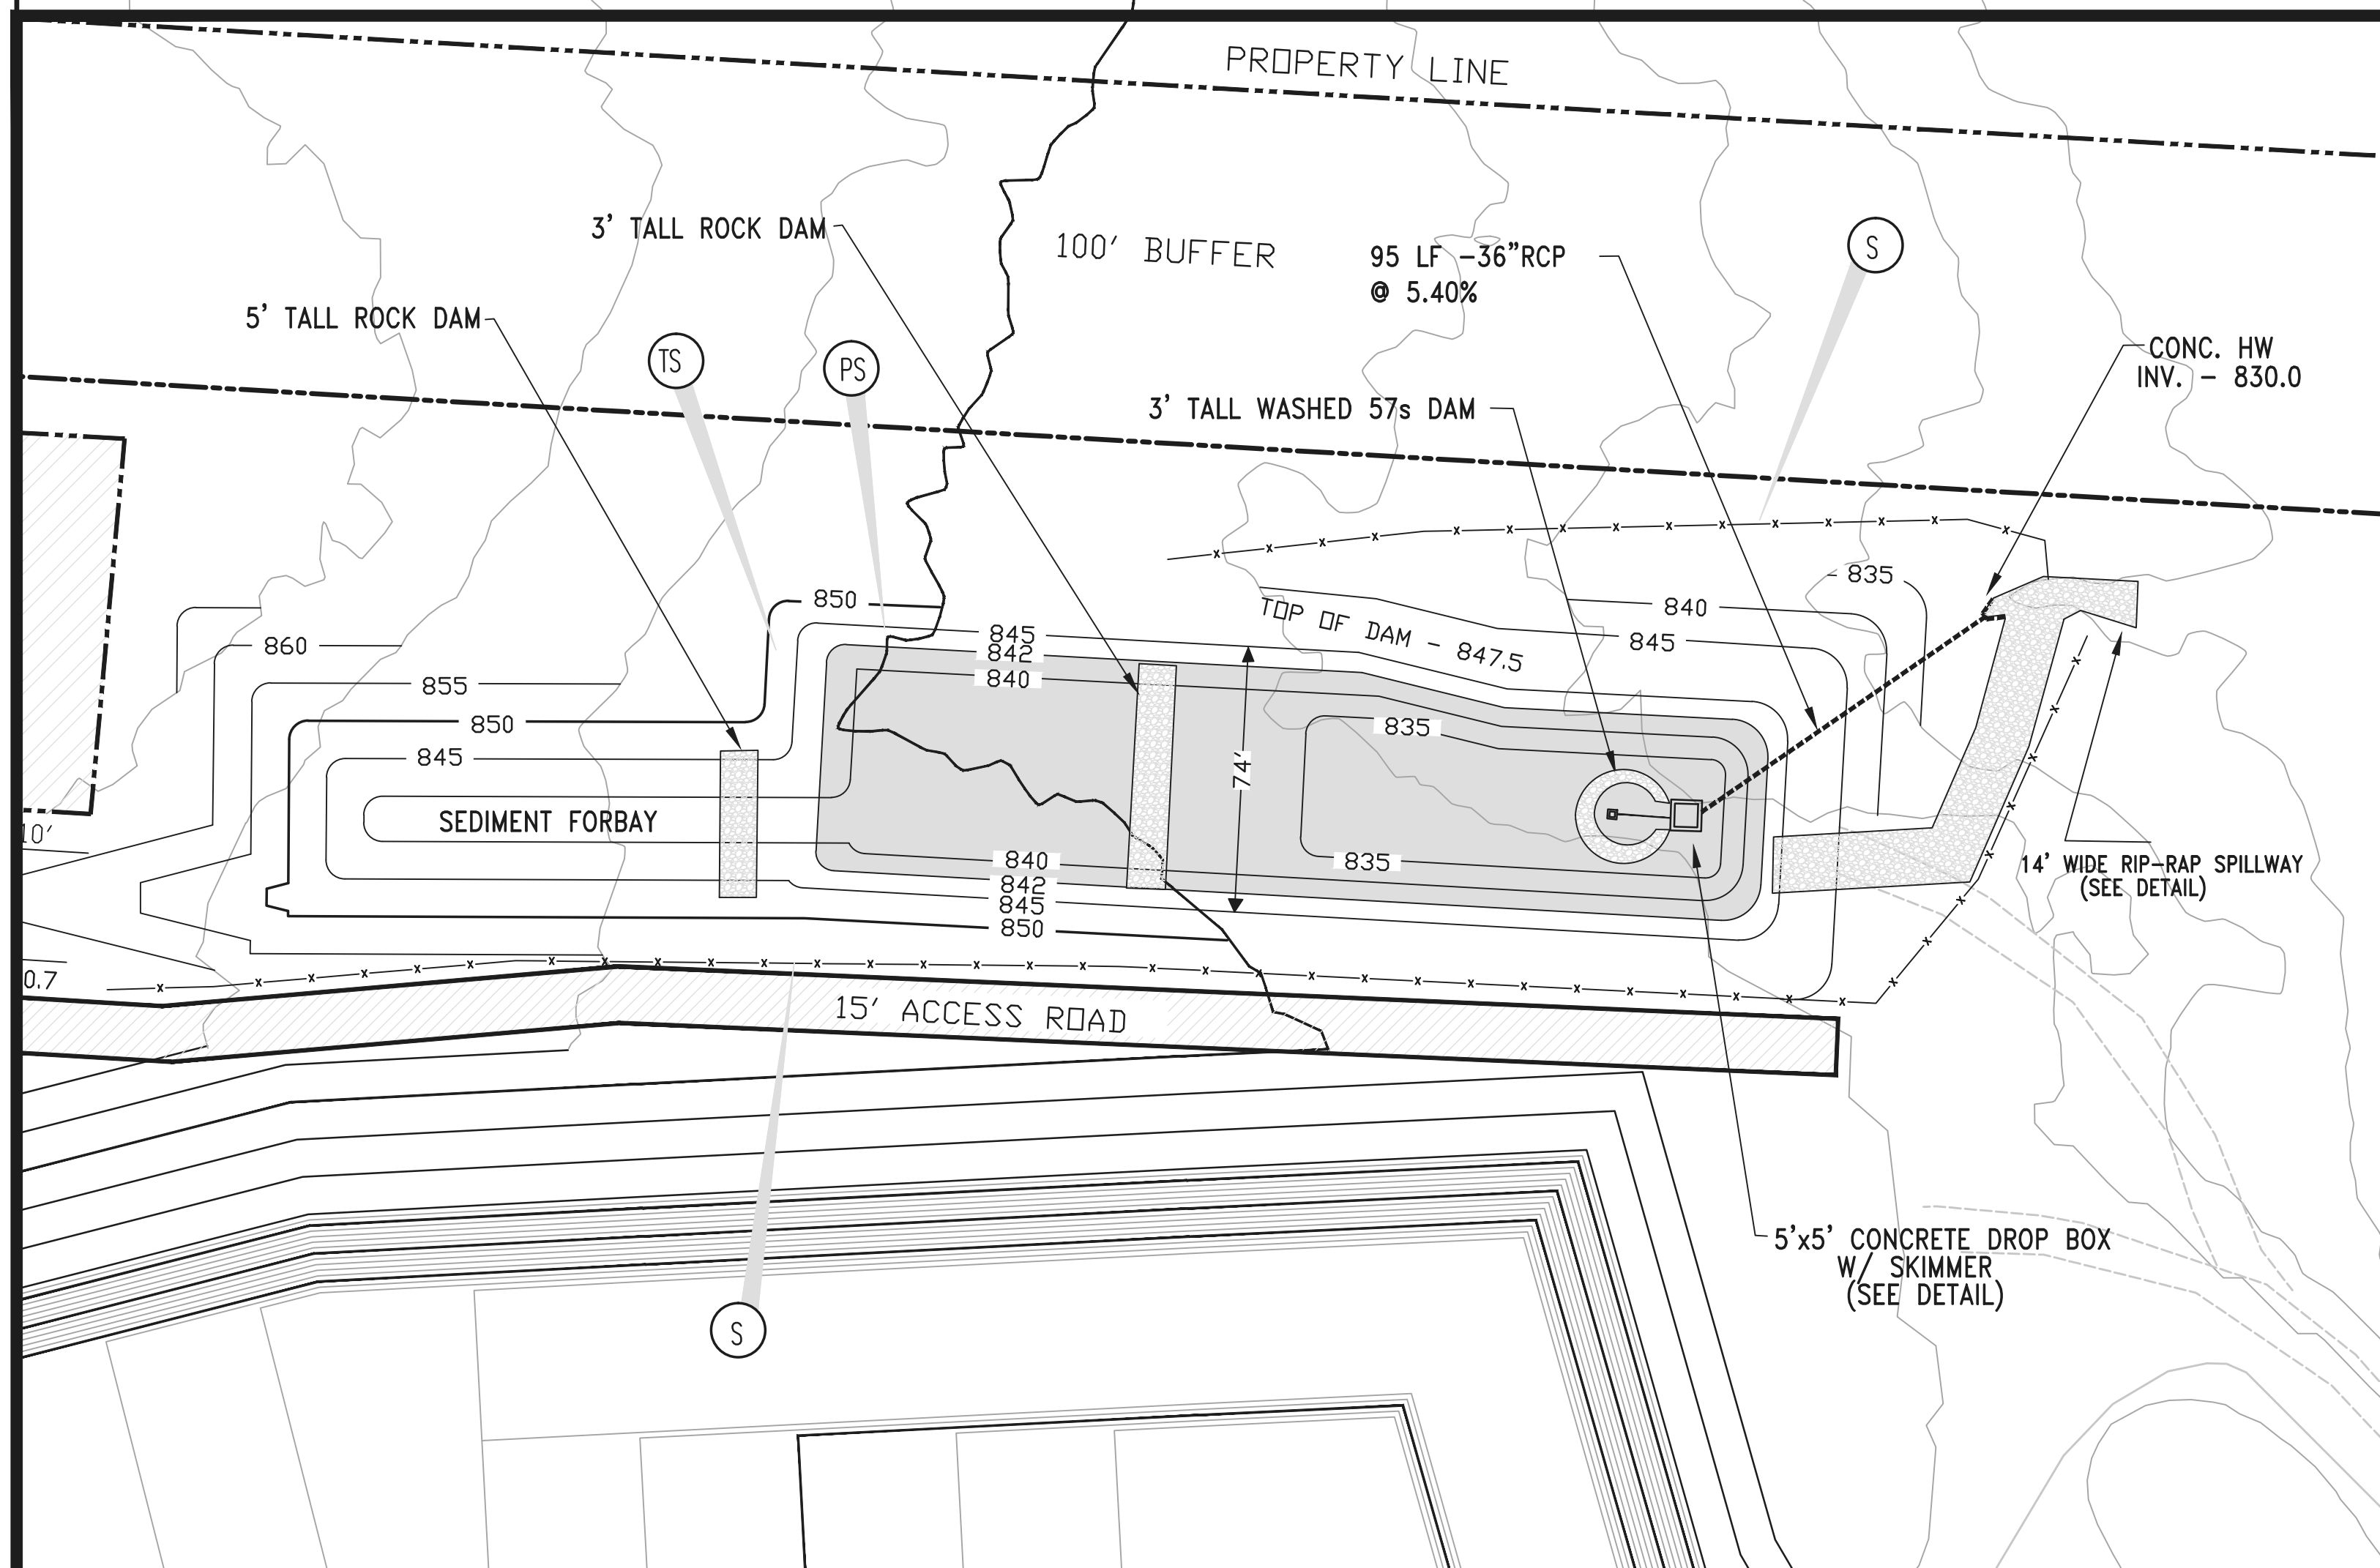 PROPERTY LINE
3' TALL ROCK DAM
100' BUFFER
95 LF -36"RCP
@ 5.40%
S
5' TALL ROCK DAM
TS
PS
CONC. HW
INV. - 830.0
3' TALL WASHED 57s DAM
835
850
840
TOP OF DAM - 847.5
845
845
842
840
860
855
850
835
845
74'
SEDIMENT FORBAY
10'
840
835
14' WIDE RIP-RAP SPILLWAY
(SEE DETAIL)
842
845
850
0.7
15' ACCESS ROAD
5'x5' CONCRETE DROP BOX
W/ SKIMMER
(SEE DETAIL)
S